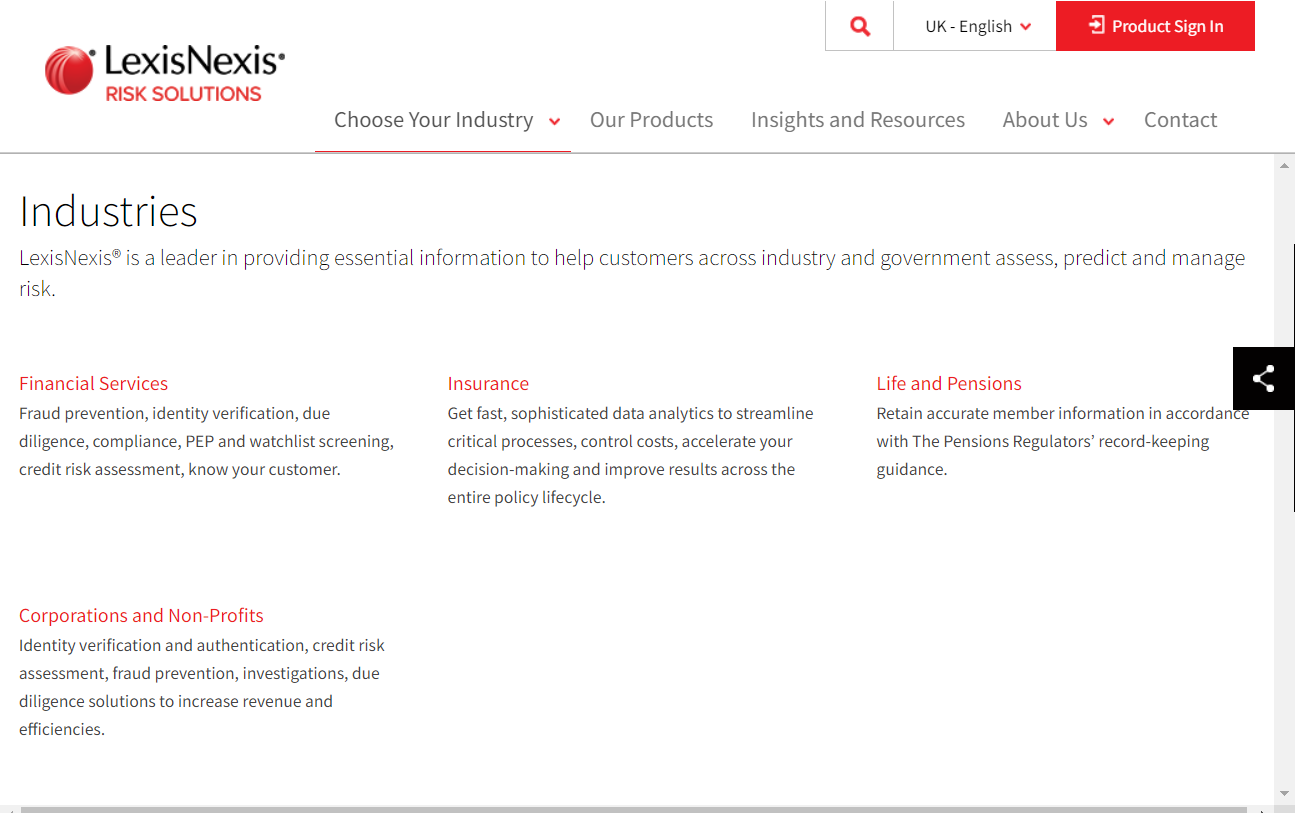 UK - English
Product Sign In
LexisNexis®
RISK SOLUTIONS
Choose Your Industry
Our Products
Insights and Resources
About Us
Contact
Industries
LexisNexis® is a leader in providing essential information to help customers across industry and government assess, predict and manage
risk.
Financial Services
Fraud prevention, identity verification, due
diligence, compliance, PEP and watchlist screening,
credit risk assessment, know your customer.
Insurance
Get fast, sophisticated data analytics to streamline
critical processes, control costs, accelerate your
decision-making and improve results across the
entire policy lifecycle.
Life and Pensions
Retain accurate member information in accordance
with The Pensions Regulators’ record-keeping
guidance.
Corporations and Non-Profits
Identity verification and authentication, credit risk
assessment, fraud prevention, investigations, due
diligence solutions to increase revenue and
efficiencies.